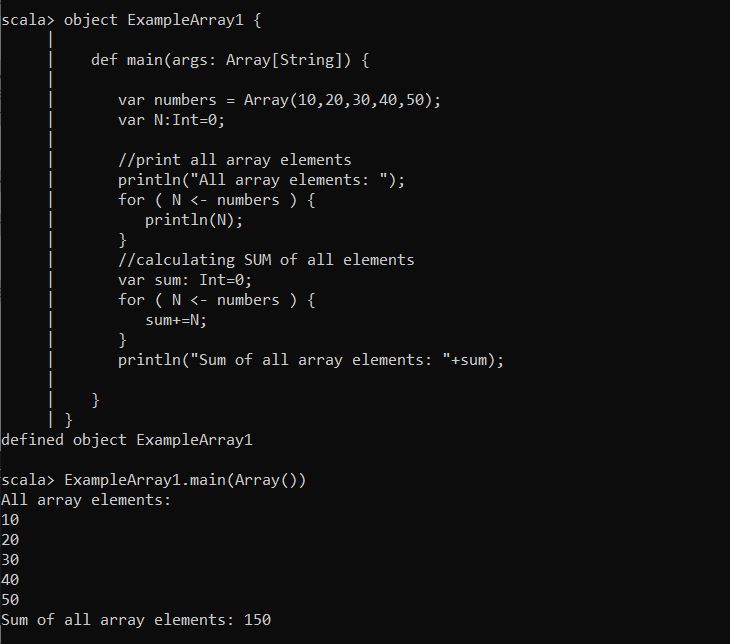 scala> object ExampleArray1 {
     |
     |    def main(args: Array[String]) {
     |
     |       var numbers = Array(10,20,30,40,50);
     |       var N:Int=0;
     |
     |       //print all array elements
     |       println("All array elements: ");
     |       for ( N <- numbers ) {
     |          println(N);
     |       }
     |       //calculating SUM of all elements
     |       var sum: Int=0;
     |       for ( N <- numbers ) {
     |          sum+=N;
     |       }
     |       println("Sum of all array elements: "+sum);
     |
     |    }
     | }
defined object ExampleArray1

scala> ExampleArray1.main(Array())
All array elements:
10
20
30
40
50
Sum of all array elements: 150